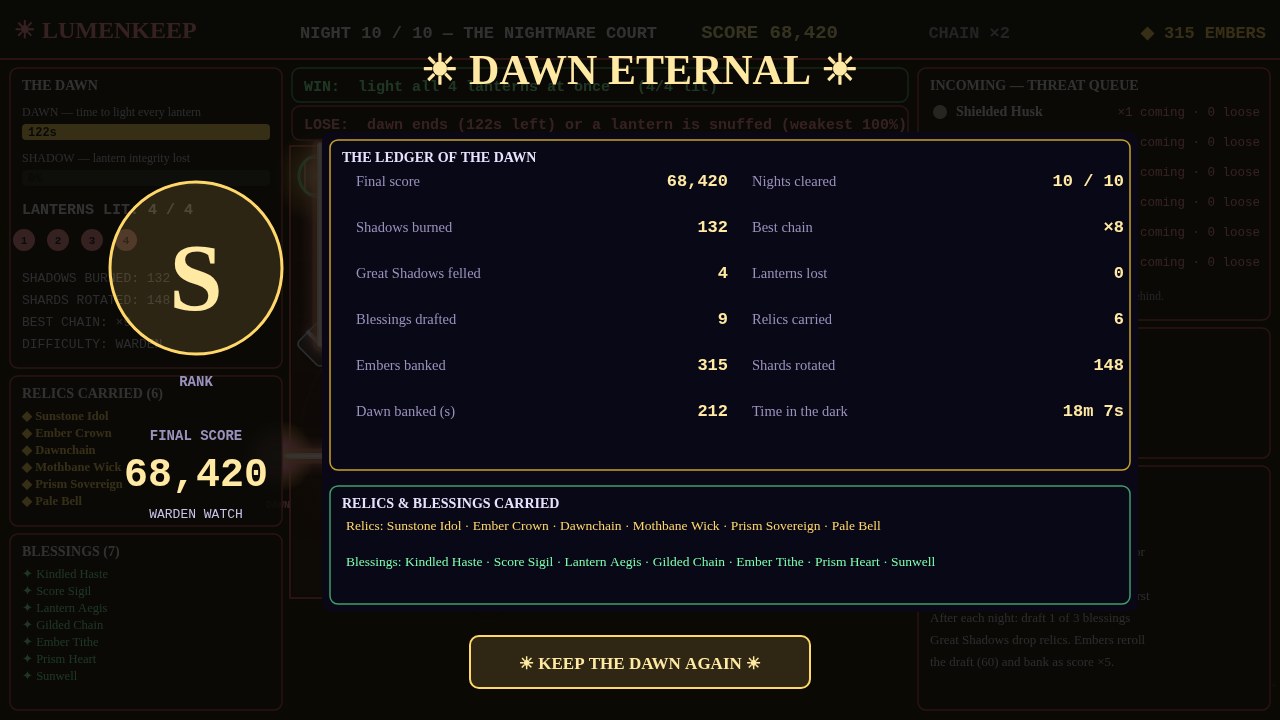 ☀ LUMENKEEP
NIGHT 10 / 10 — THE NIGHTMARE COURT
SCORE 68,420
CHAIN ×2
◆ 315 EMBERS
☀ DAWN ETERNAL ☀
THE DAWN
DAWN — time to light every lantern
122s
SHADOW — lantern integrity lost
LANTERNS LIT: 4 / 4
1 2 3 4
SHADOWS BURNED: 132
SHARDS ROTATED: 148
BEST CHAIN:
DIFFICULTY: WARDEN
WIN: light all 4 lanterns at once (4/4 lit)
LOSE: dawn ends (122s left) or a lantern is snuffed (weakest 100%)
INCOMING — THREAT QUEUE
Shielded Husk ×1 coming · 0 loose
coming · 0 loose
coming · 0 loose
coming · 0 loose
coming · 0 loose
coming · 0 loose
S
RANK
FINAL SCORE
68,420
WARDEN WATCH
RELICS CARRIED (6)
◆ Sunstone Idol
◆ Ember Crown
◆ Dawnchain
◆ Mothbane Wick
◆ Prism Sovereign
◆ Pale Bell
BLESSINGS (7)
✦ Kindled Haste
✦ Score Sigil
✦ Lantern Aegis
✦ Gilded Chain
✦ Ember Tithe
✦ Prism Heart
✦ Sunwell
THE LEDGER OF THE DAWN
Final score 68,420 Nights cleared 10 / 10
Shadows burned 132 Best chain ×8
Great Shadows felled 4 Lanterns lost 0
Blessings drafted 9 Relics carried 6
Embers banked 315 Shards rotated 148
Dawn banked (s) 212 Time in the dark 18m 7s
RELICS & BLESSINGS CARRIED
Relics: Sunstone Idol · Ember Crown · Dawnchain · Mothbane Wick · Prism Sovereign · Pale Bell
Blessings: Kindled Haste · Score Sigil · Lantern Aegis · Gilded Chain · Ember Tithe · Prism Heart · Sunwell
After each night: draft 1 of 3 blessings
Great Shadows drop relics. Embers reroll
the draft (60) and bank as score ×5.
☀ KEEP THE DAWN AGAIN ☀